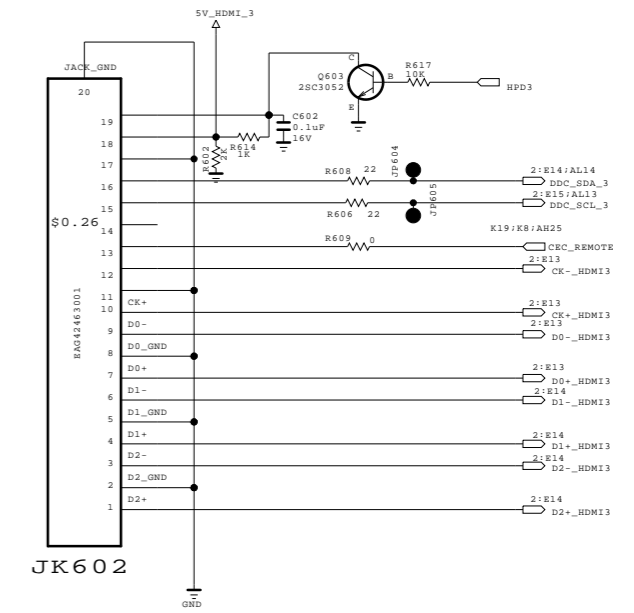 5V_HDMI_3
JACK_GND
20
C
Q603
2SC3052
B
E
R617
10K
HPD3
19
C602
0.1uF
16V
18
R602
2K
R614
1K
17
JP604
R608
22
2:E14;AL14
DDC_SDA_3
16
JP605
2:E15;AL13
DDC_SCL_3
15
R606
22
$0.26
14
K19;K8;AH25
R609
0
CEC_REMOTE
13
2:E13
CK-_HDMI3
12
11
EAG42463001
CK+
2:E13
CK+_HDMI3
10
D0-
2:E13
D0-_HDMI3
9
D0_GND
8
D0+
2:E13
D0+_HDMI3
7
D1-
2:E14
D1-_HDMI3
6
D1_GND
5
D1+
2:E14
D1+_HDMI3
4
D2-
2:E14
D2-_HDMI3
3
D2_GND
2
D2+
2:E14
D2+_HDMI3
1
JK602
GND